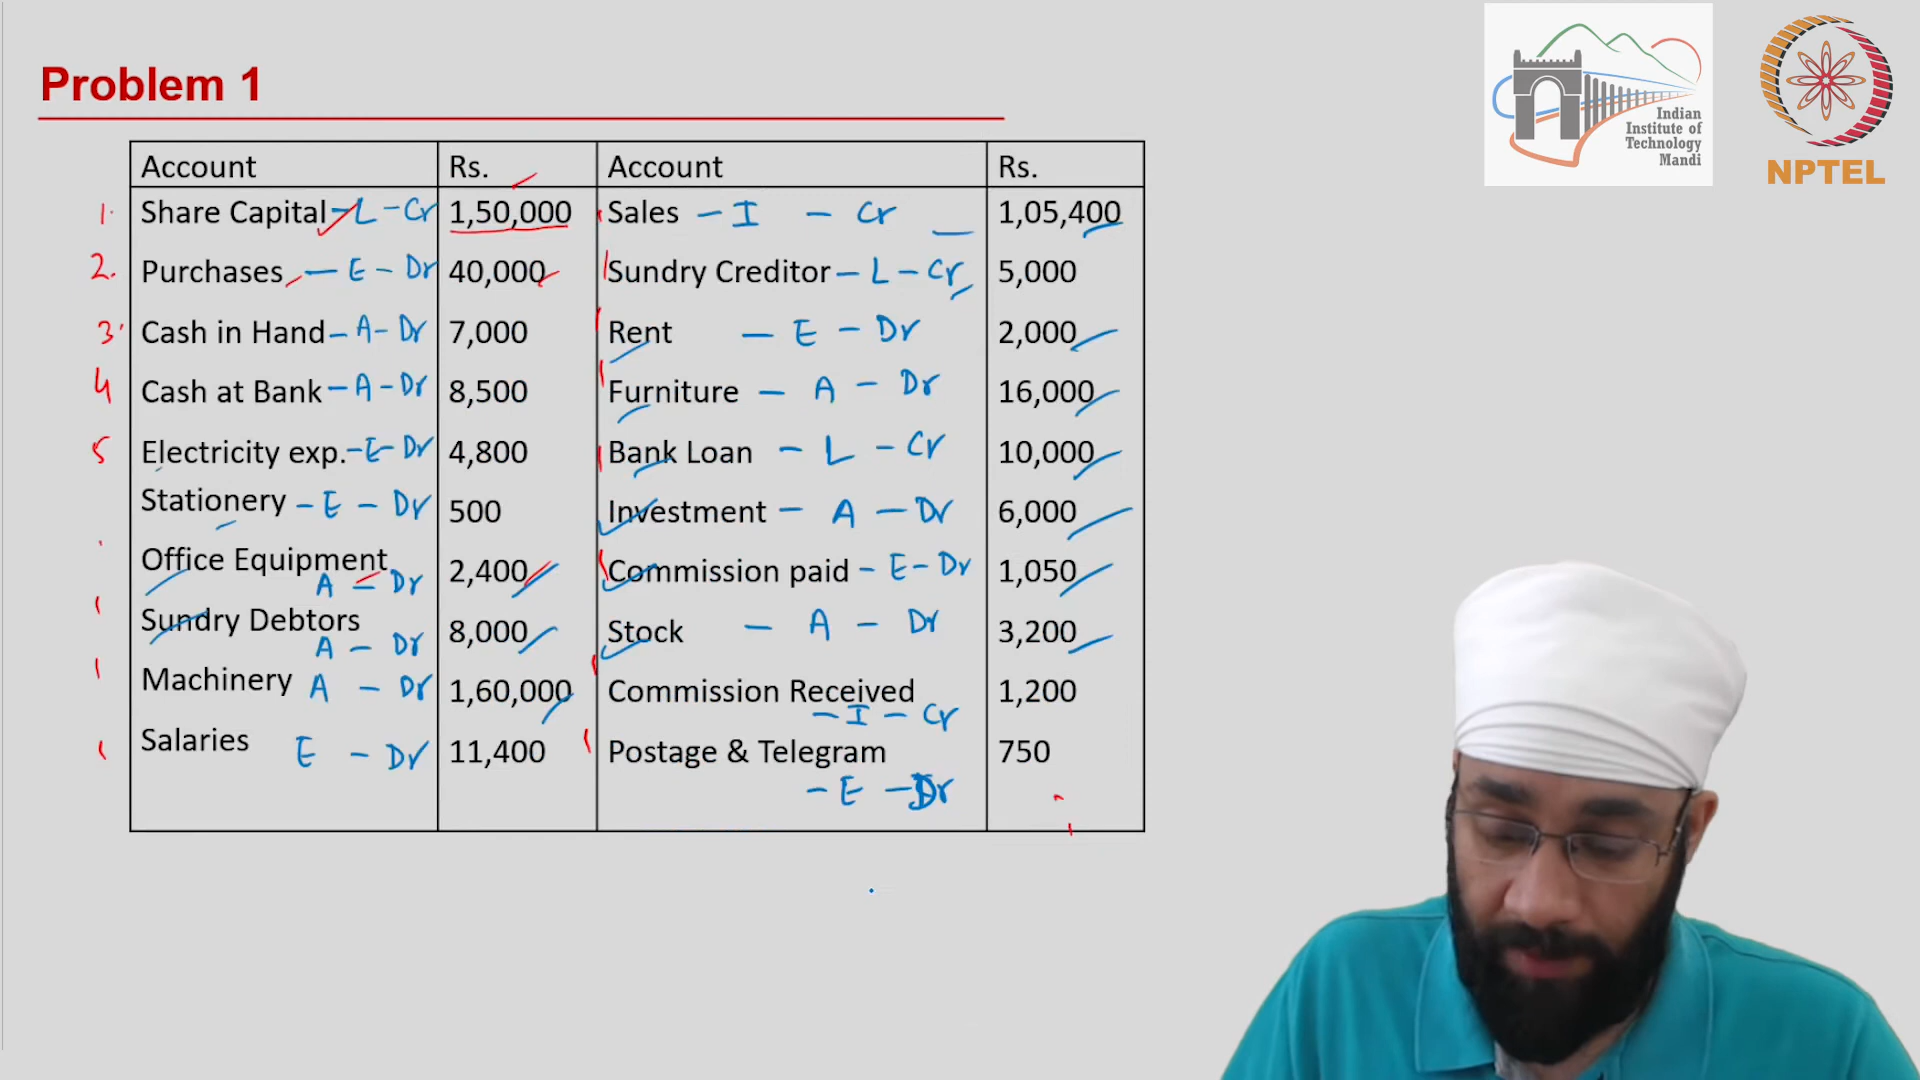 Problem 1
Indian
Institute of
Technology
Mandi
NPTEL
Account Rs. Account Rs.
1. Share Capital - L - Cr 1,50,000 Sales - I - Cr 1,05,400
2. Purchases - E - Dr 40,000 Sundry Creditor - L - Cr 5,000
3. Cash in Hand - A - Dr 7,000 Rent - E - Dr 2,000
4 Cash at Bank - A - Dr 8,500 Furniture - A - Dr 16,000
5 Electricity exp. - E - Dr 4,800 Bank Loan - L - Cr 10,000
Stationery - E - Dr 500 Investment - A - Dr 6,000
Office Equipment A - Dr 2,400 Commission paid - E - Dr 1,050
Sundry Debtors A - Dr 8,000 Stock - A - Dr 3,200
Machinery A - Dr 1,60,000 Commission Received - I - Cr 1,200
Salaries E - Dr 11,400 Postage & Telegram - E - Dr 750